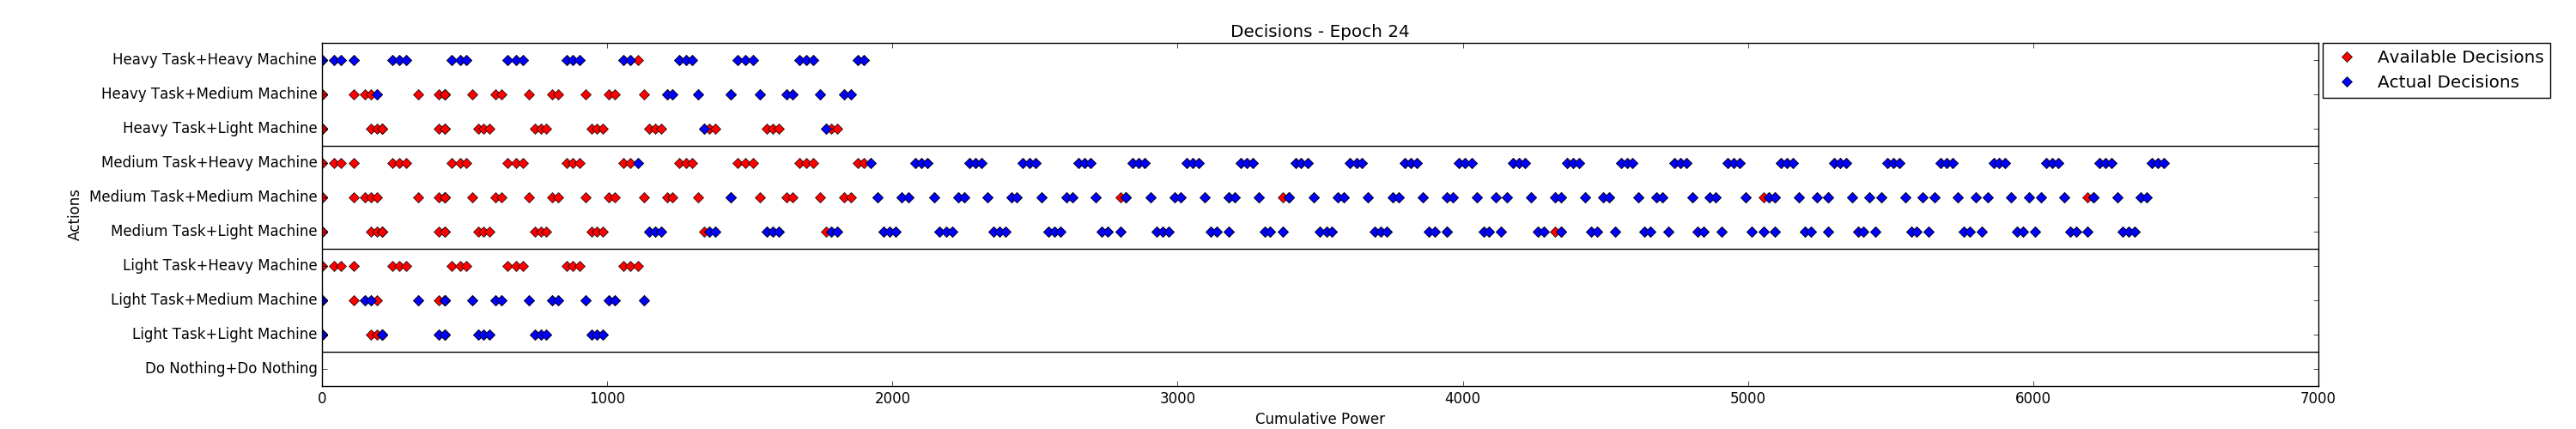 Decisions - Epoch 24
Heavy Task+Heavy Machine
Heavy Task+Medium Machine
Heavy Task+Light Machine
Medium Task+Heavy Machine
Medium Task+Medium Machine
Medium Task+Light Machine
Light Task+Heavy Machine
Light Task+Medium Machine
Light Task+Light Machine
Do Nothing+Do Nothing
Actions
0 1000 2000 3000 4000 5000 6000 7000
Cumulative Power
Available Decisions
Actual Decisions